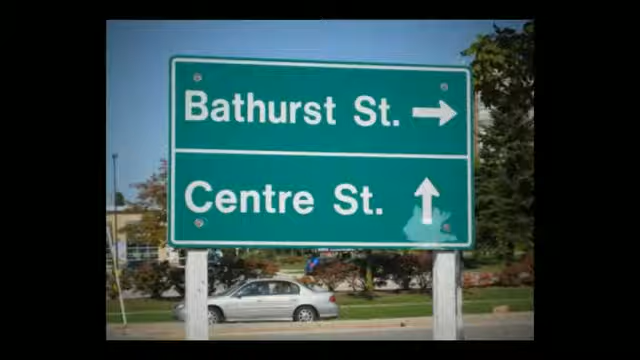 Bathurst St. →
Centre St. ↑